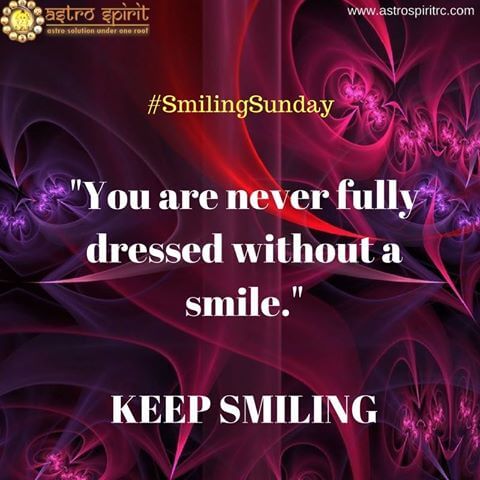 astro spirit
astro solution under one roof
www.astrospiritrc.com
#SmilingSunday
"You are never fully
dressed without a
smile."
KEEP SMILING